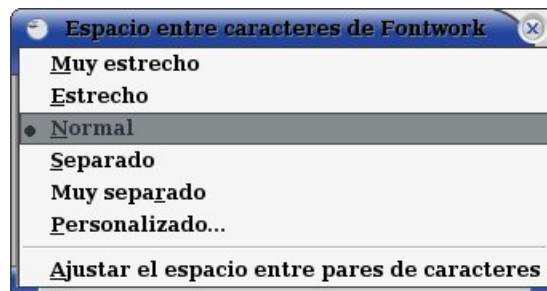 Espacio entre caracteres de Fontwork
Muy estrecho
Estrecho
Normal
Separado
Muy separado
Personalizado...
Ajustar el espacio entre pares de caracteres